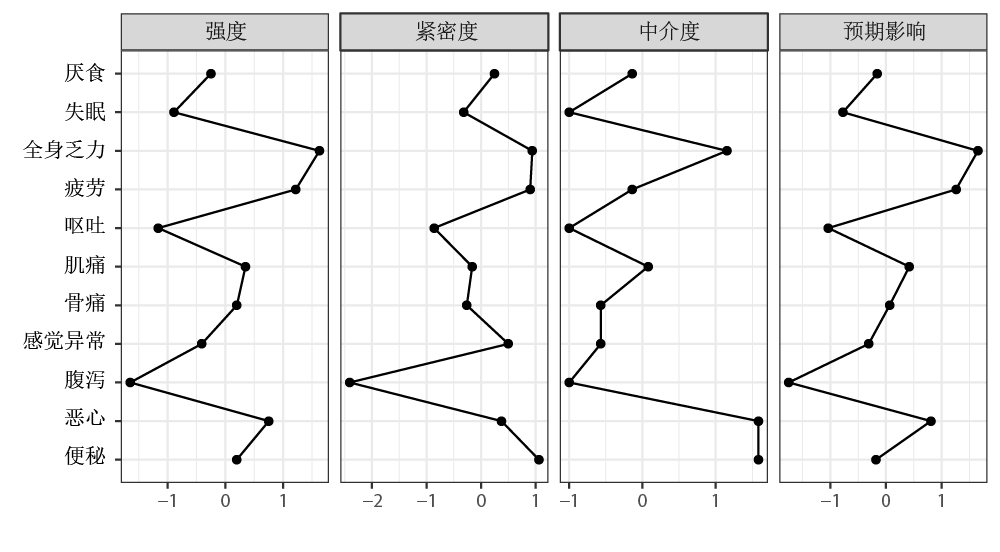 强度 紧密度 中介度 预期影响
厌食
失眠
全身乏力
疲劳
呕吐
肌痛
骨痛
感觉异常
腹泻
恶心
便秘
−1 0 1 −2 −1 0 1 −1 0 1 −1 0 1